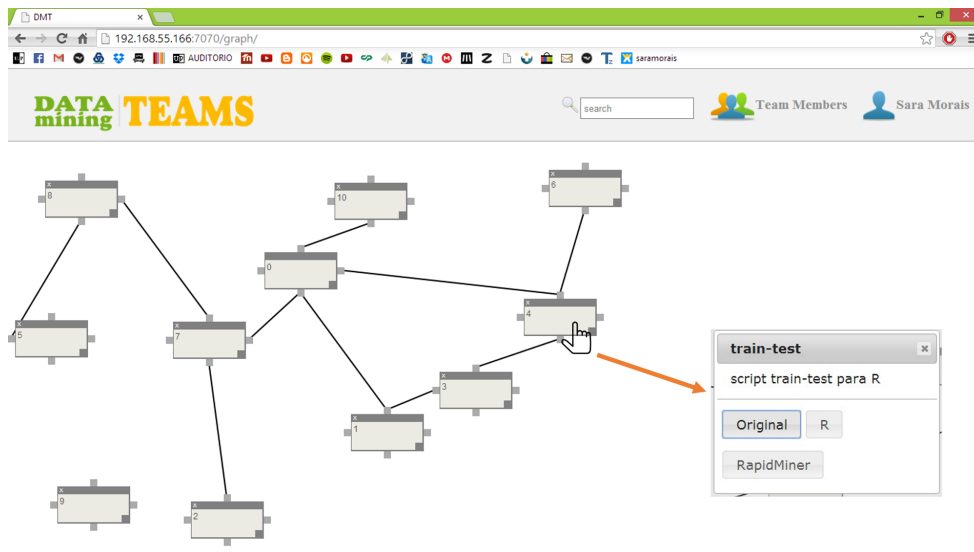 DMT
192.168.55.166:7070/graph/
AUDITORIO
saramorais
DATA mining TEAMS
search
Team Members
Sara Morais
8
10
6
0
4
5
7
3
1
9
2
train-test
script train-test para R
Original
R
RapidMiner